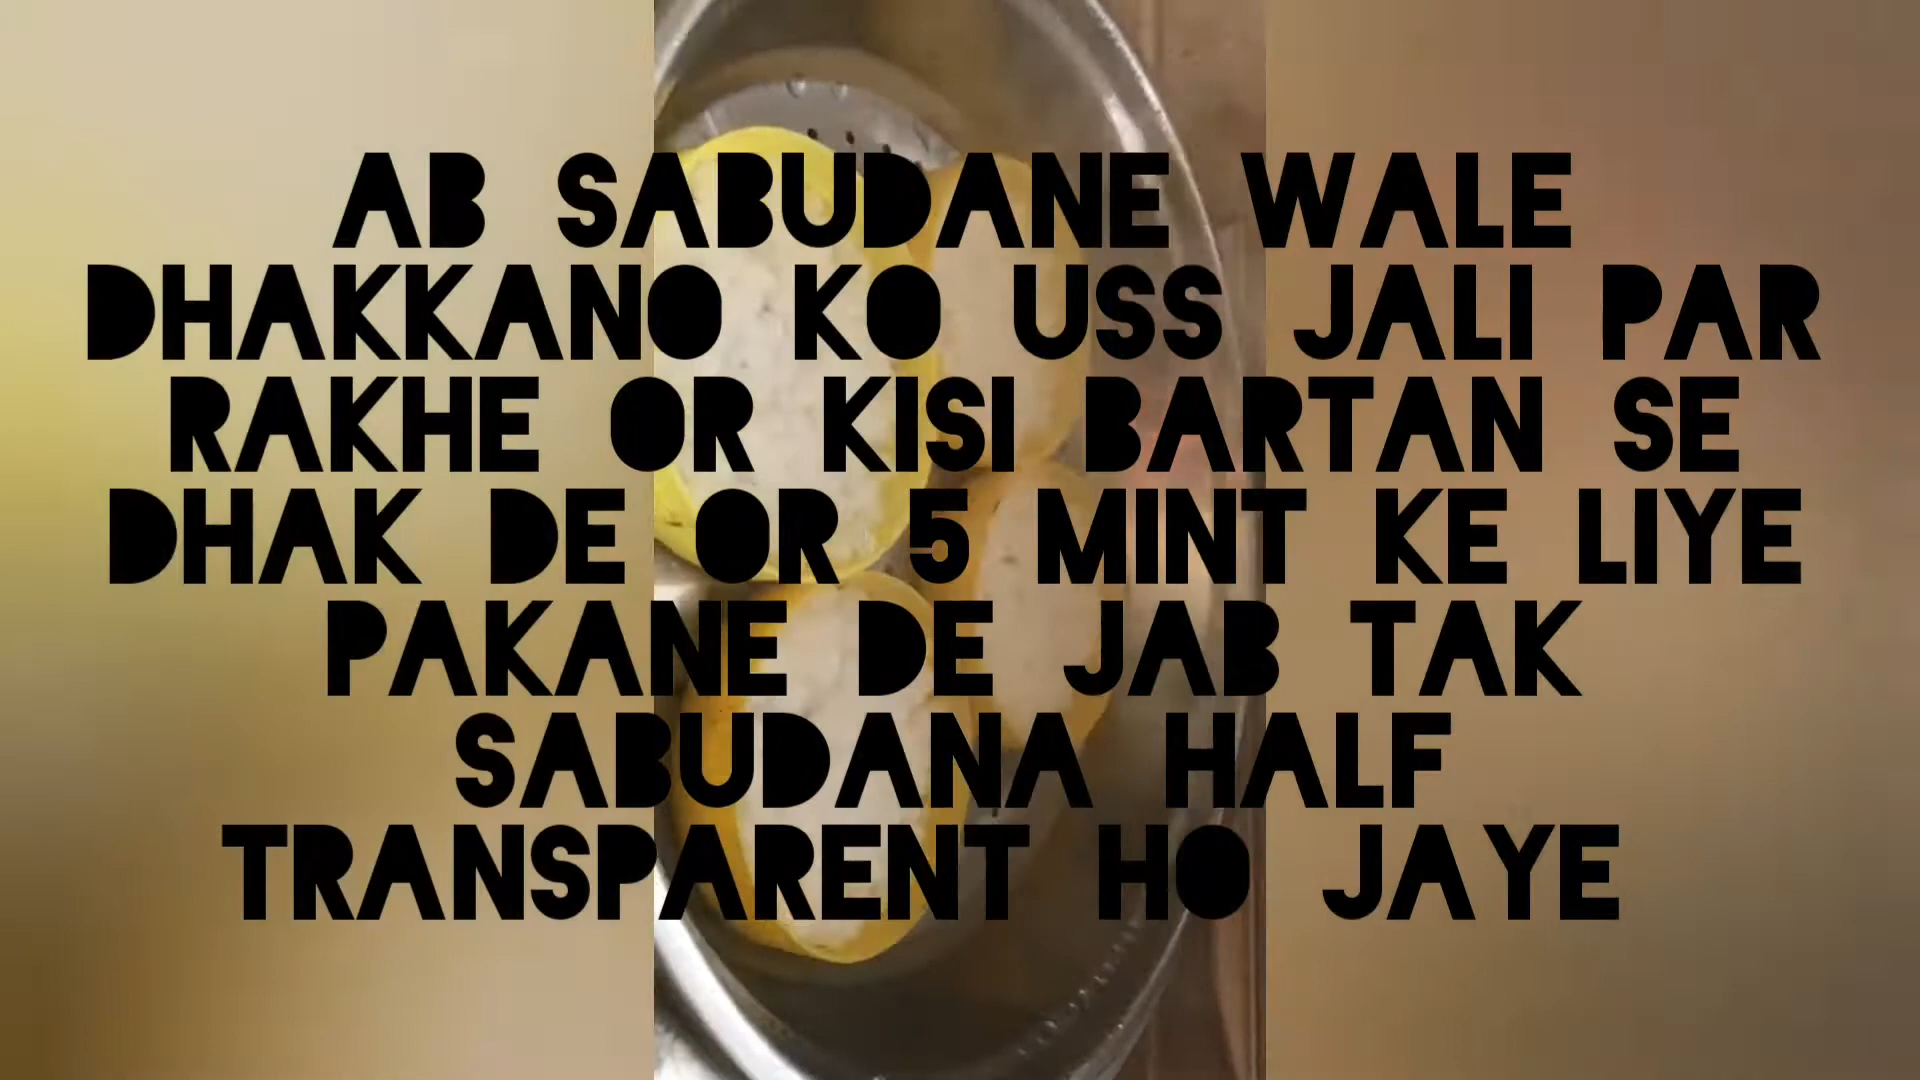 AB SABUDANE WALE
DHAKKANO KO USS JALI PAR
RAKHE OR KISI BARTAN SE
DHAK DE OR 5 MINT KE LIYE
PAKANE DE JAB TAK
SABUDANA HALF
TRANSPARENT HO JAYE